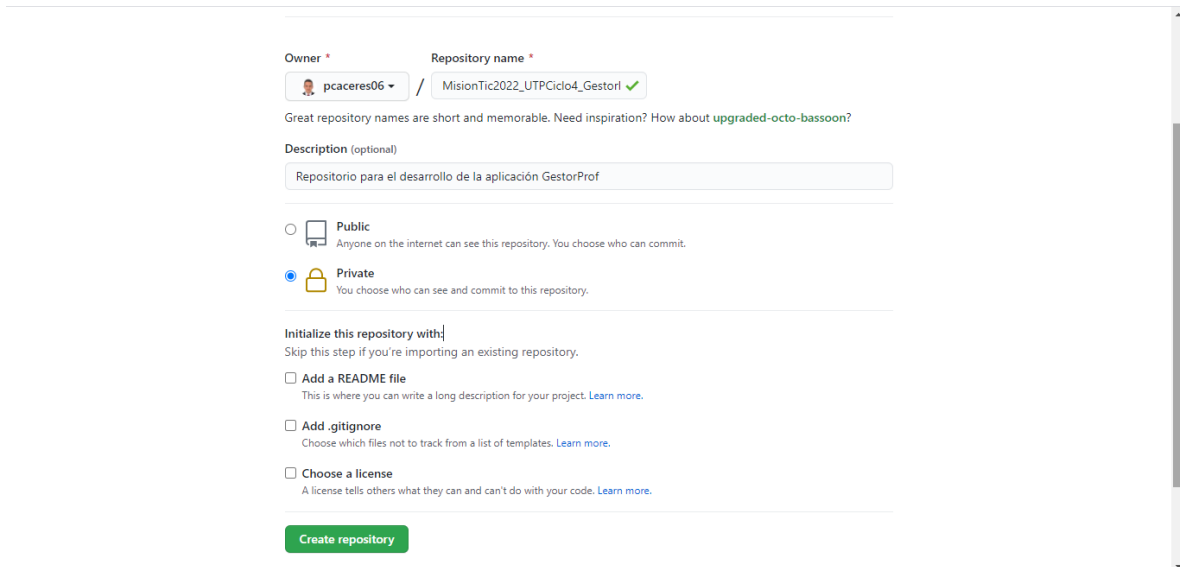 Owner * Repository name *
pcaceres06 / MisionTic2022_UTPCiclo4_Gestorl
Great repository names are short and memorable. Need inspiration? How about upgraded-octo-bassoon?
Description (optional)
Repositorio para el desarrollo de la aplicación GestorProf
Public
Anyone on the internet can see this repository. You choose who can commit.
Private
You choose who can see and commit to this repository.
Initialize this repository with:
Skip this step if you're importing an existing repository.
Add a README file
This is where you can write a long description for your project. Learn more.
Add .gitignore
Choose which files not to track from a list of templates. Learn more.
Choose a license
A license tells others what they can and can't do with your code. Learn more.
Create repository